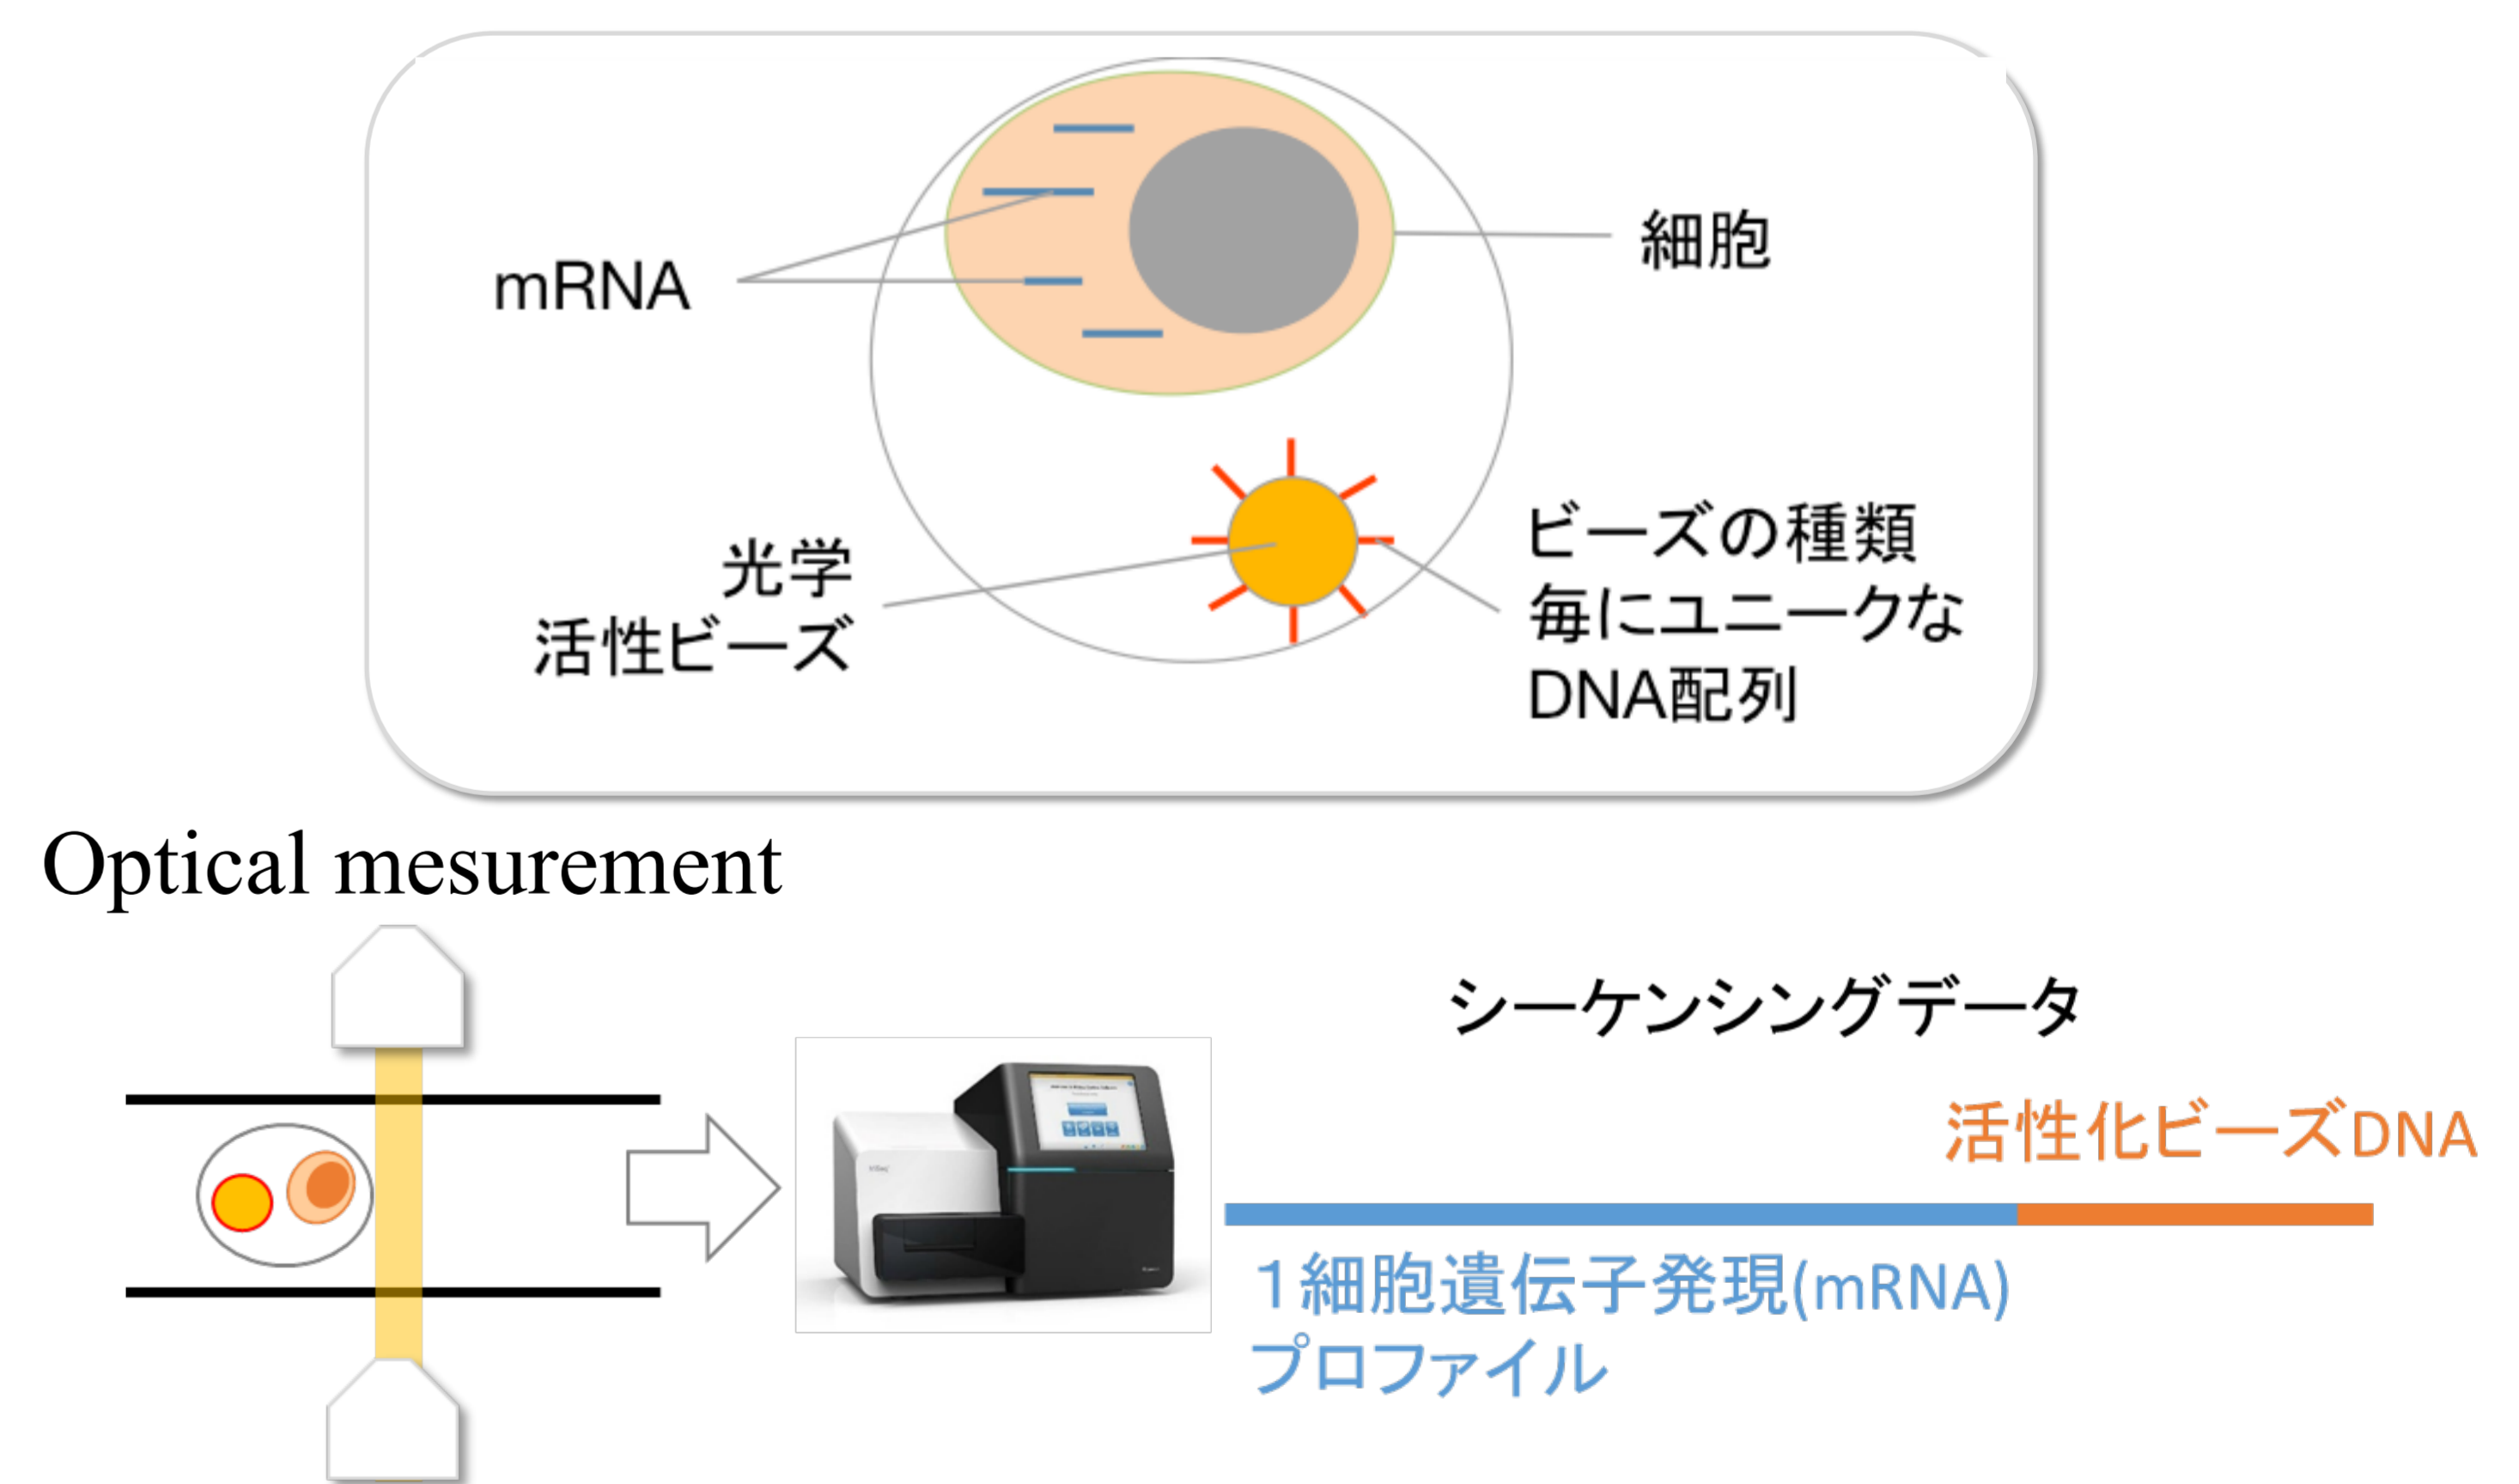 mRNA
細胞
光学
活性ビーズ
ビーズの種類
毎にユニークな
DNA配列
Optical mesurement
シーケンシングデータ
活性化ビーズDNA
1細胞遺伝子発現(mRNA)
プロファイル